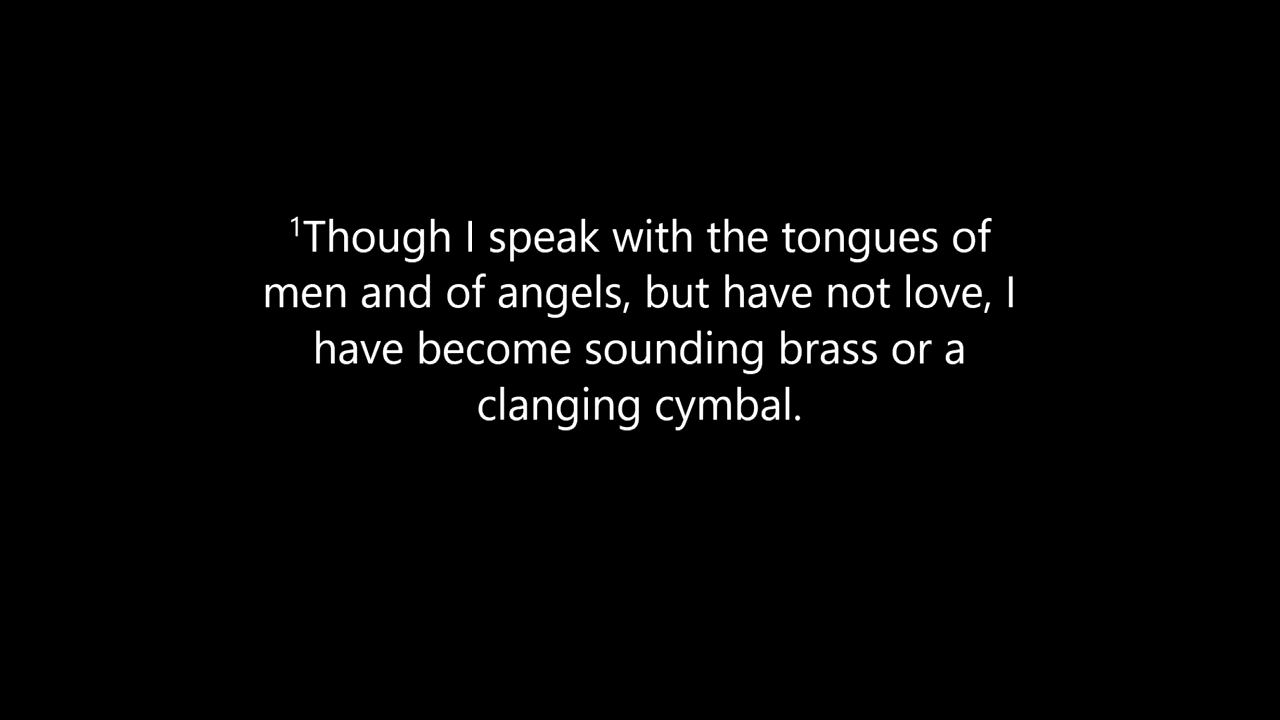 ¹Though I speak with the tongues of
men and of angels, but have not love, I
have become sounding brass or a
clanging cymbal.